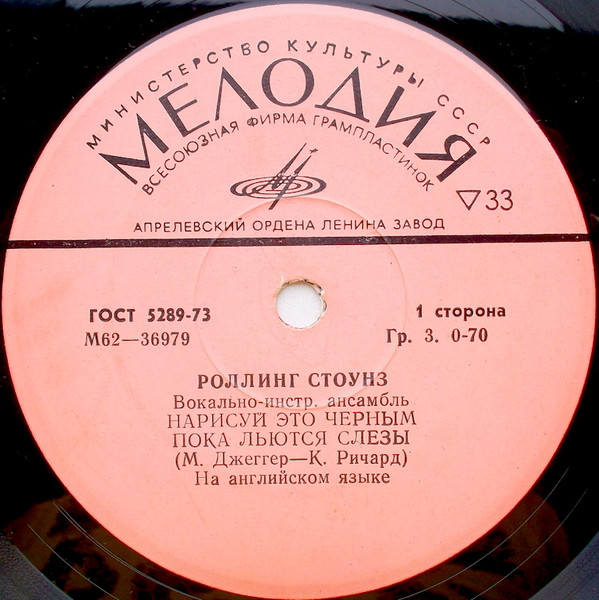 МИНИСТЕРСТВО КУЛЬТУРЫ СССР
МЕЛОДИЯ
ВСЕСОЮЗНАЯ ФИРМА ГРАМПЛАСТИНОК
33
АПРЕЛЕВСКИЙ ОРДЕНА ЛЕНИНА ЗАВОД
ГОСТ 5289-73
1 сторона
М62—36979
Гр. 3. 0-70
РОЛЛИНГ СТОУНЗ
Вокально-инстр. ансамбль
НАРИСУЙ ЭТО ЧЕРНЫМ
ПОКА ЛЬЮТСЯ СЛЕЗЫ
(М. Джеггер—К. Ричард)
На английском языке